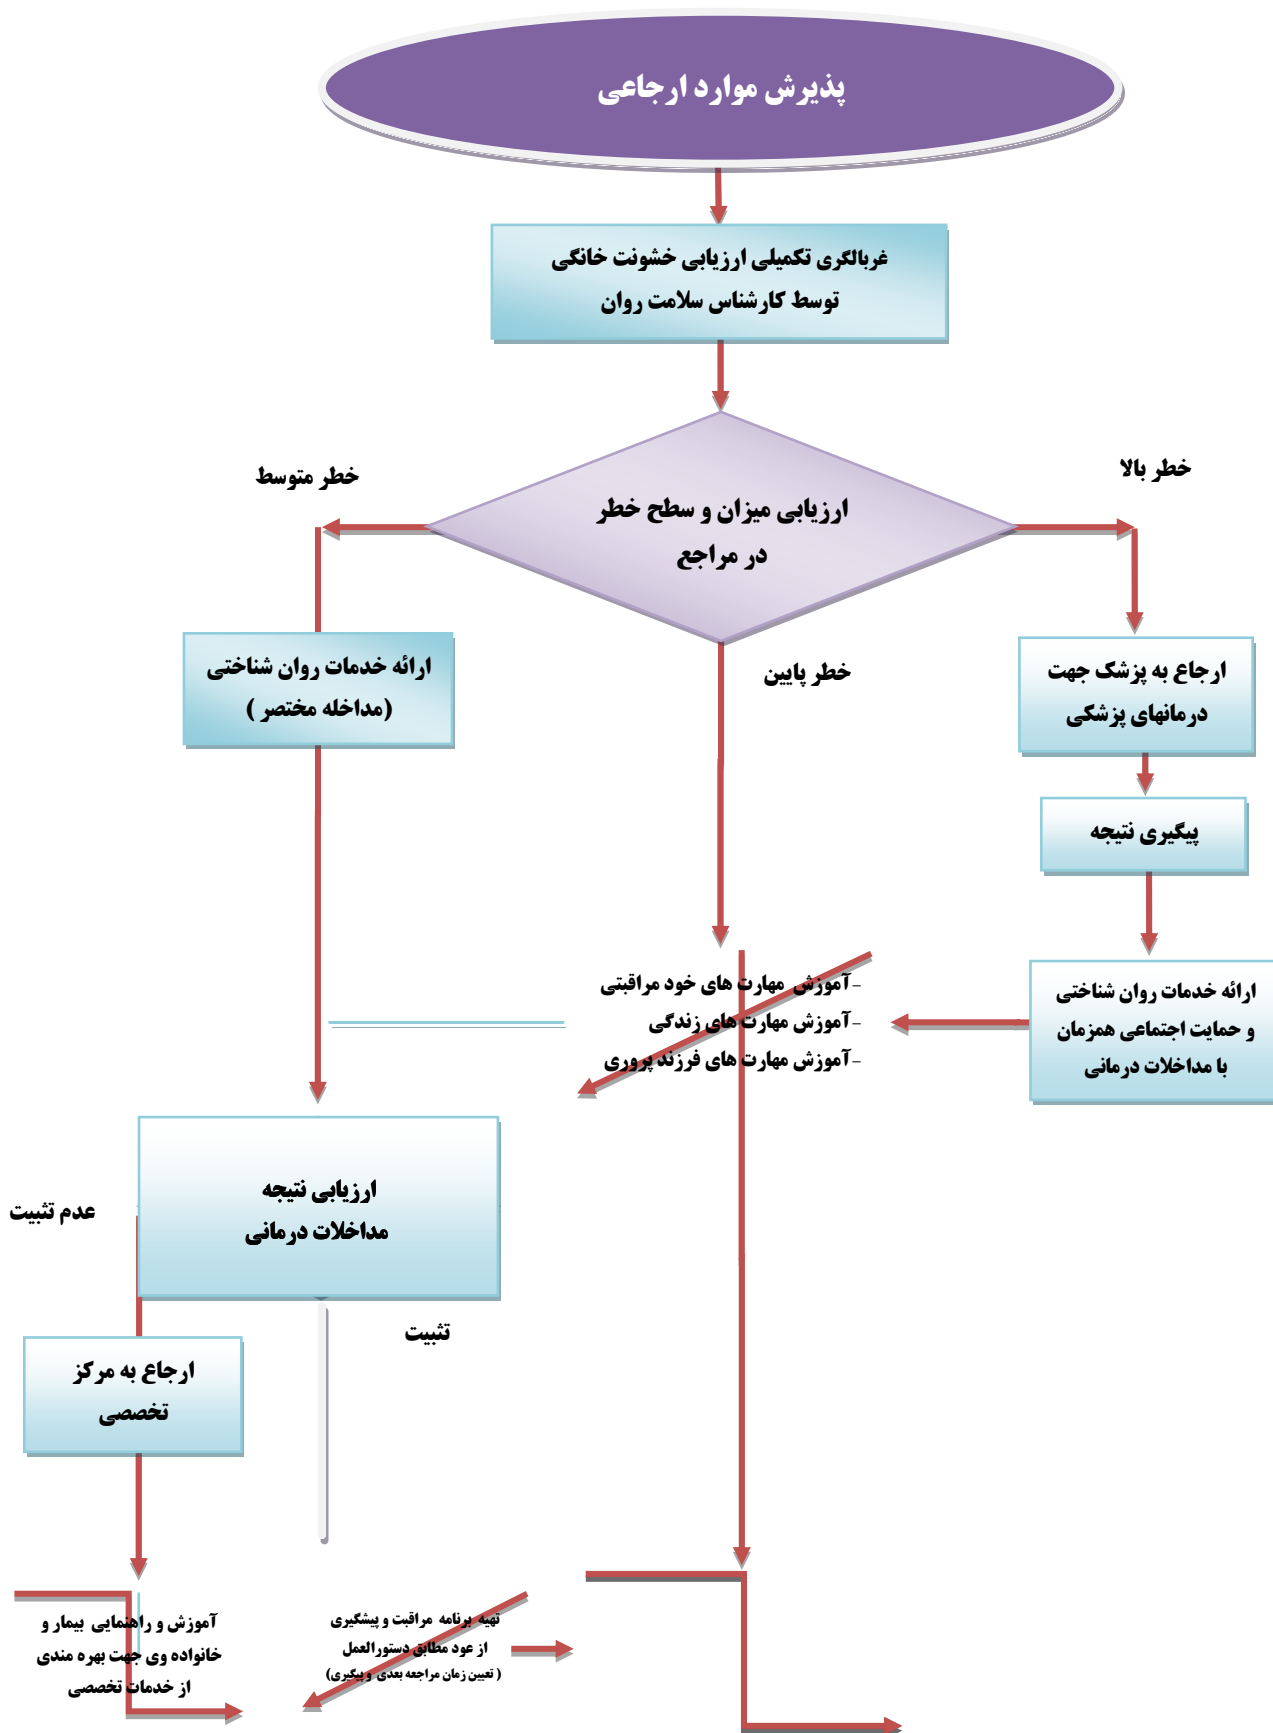 پذیرش موارد ارجاعی
غربالگری تکمیلی ارزیابی خشونت خانگی
توسط کارشناس سلامت روان
خطر بالا
خطر متوسط
ارزیابی میزان و سطح خطر
در مراجع
ارجاع به پزشک جهت
درمانهای پزشکی
خطر پایین
ارائه خدمات روان شناختی
(مداخله مختصر )
پیگیری نتیجه
ارائه خدمات روان شناختی
و حمایت اجتماعی همزمان
با مداخلات درمانی
-آموزش مهارت های خود مراقبتی
-آموزش مهارت های زندگی
-آموزش مهارت های فرزند پروری
ارزیابی نتیجه
مداخلات درمانی
عدم تثبیت
تثبیت
ارجاع به مرکز
تخصصی
تهیه برنامه مراقبت و پیشگیری
از عود مطابق دستورالعمل
( تعیین زمان مراجعه بعدی و پیگیری)
آموزش و راهنمایی بیمار و
خانواده وی جهت بهره مندی
از خدمات تخصصی